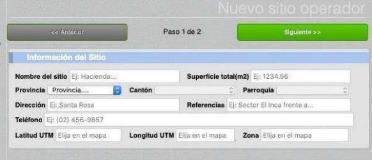 Nuevo sitio operador
<< Anterior Paso 1 de 2 Siguiente >>
Información del Sitio
Nombre del sitio Ej: Hacienda... Superficie total(m2) Ej: 1234.56
Provincia Provincia.... Cantón Parroquia
Dirección Ej: Santa Rosa Referencias Ej: Sector El Inca frente a...
Teléfono Ej: (02) 456-9857
Latitud UTM Elija en el mapa Longitud UTM Elija en el mapa Zona Elija en el mapa